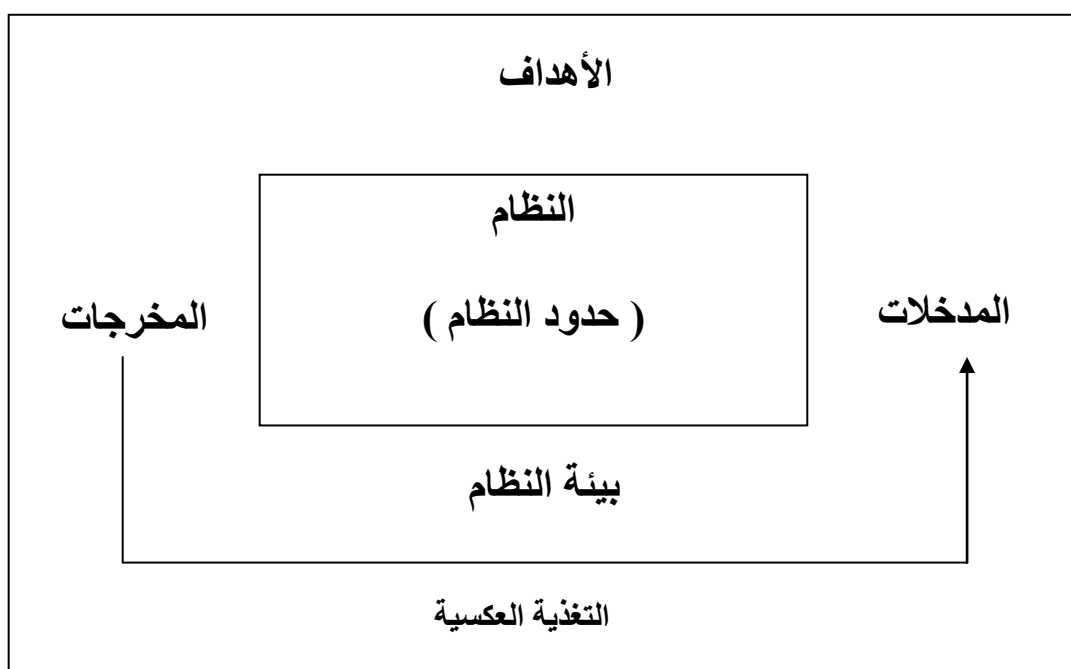 الأهداف
النظام
المدخلات
( حدود النظام )
المخرجات
بيئة النظام
التغذية العكسية